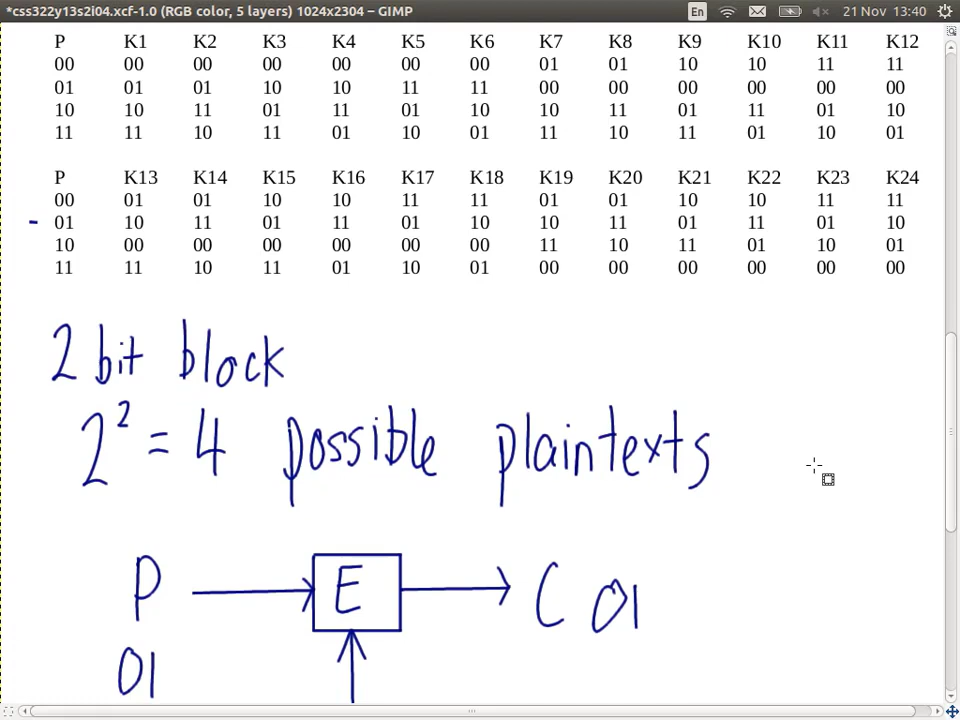 *css322y13s2i04.xcf-1.0 (RGB color, 5 layers) 1024x2304 – GIMP En 21 Nov 13:40
P K1 K2 K3 K4 K5 K6 K7 K8 K9 K10 K11 K12
00 00 00 00 00 00 00 01 01 10 10 11 11
01 01 01 10 10 11 11 00 00 00 00 00 00
10 10 11 01 11 01 10 10 11 01 11 01 10
11 11 10 11 01 10 01 11 10 11 01 10 01
P K13 K14 K15 K16 K17 K18 K19 K20 K21 K22 K23 K24
00 01 01 10 10 11 11 01 01 10 10 11 11
- 01 10 11 01 11 01 10 10 11 01 11 01 10
10 00 00 00 00 00 00 11 10 11 01 10 01
11 11 10 11 01 10 01 00 00 00 00 00 00
2 bit block
2² = 4 possible plaintexts
P E C 01
01